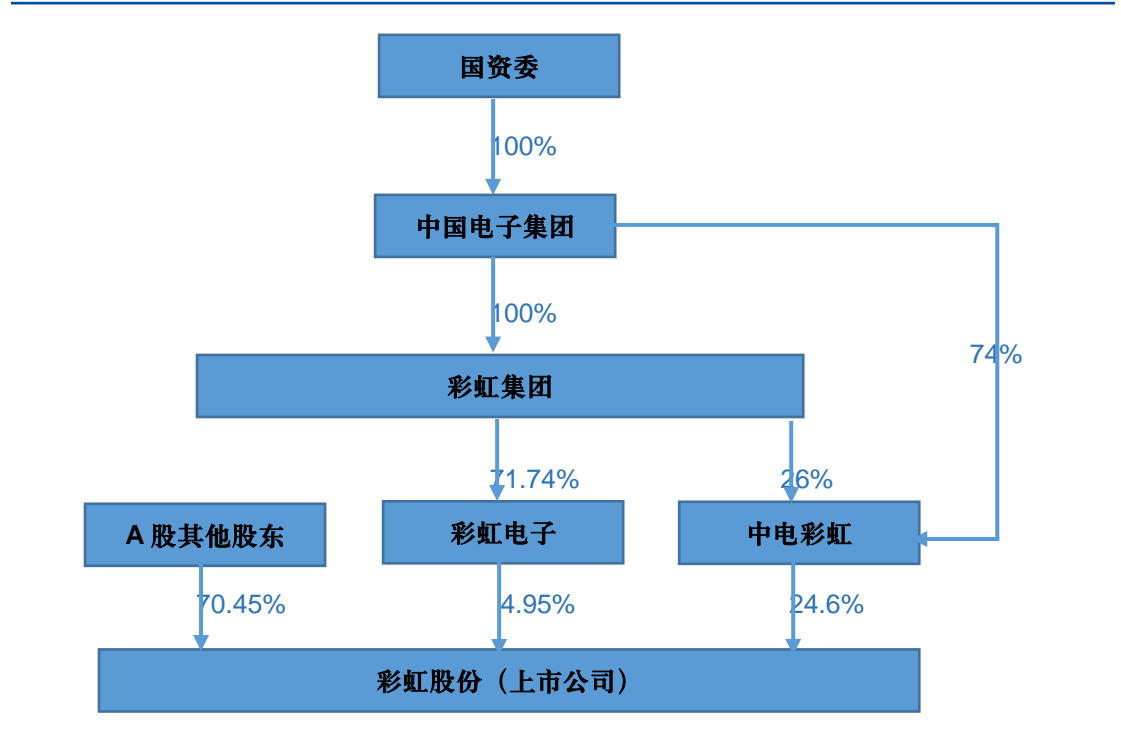 国资委
100%
中国电子集团
100%
74%
彩虹集团
71.74%
26%
A 股其他股东
彩虹电子
中电彩虹
70.45%
4.95%
24.6%
彩虹股份（上市公司）